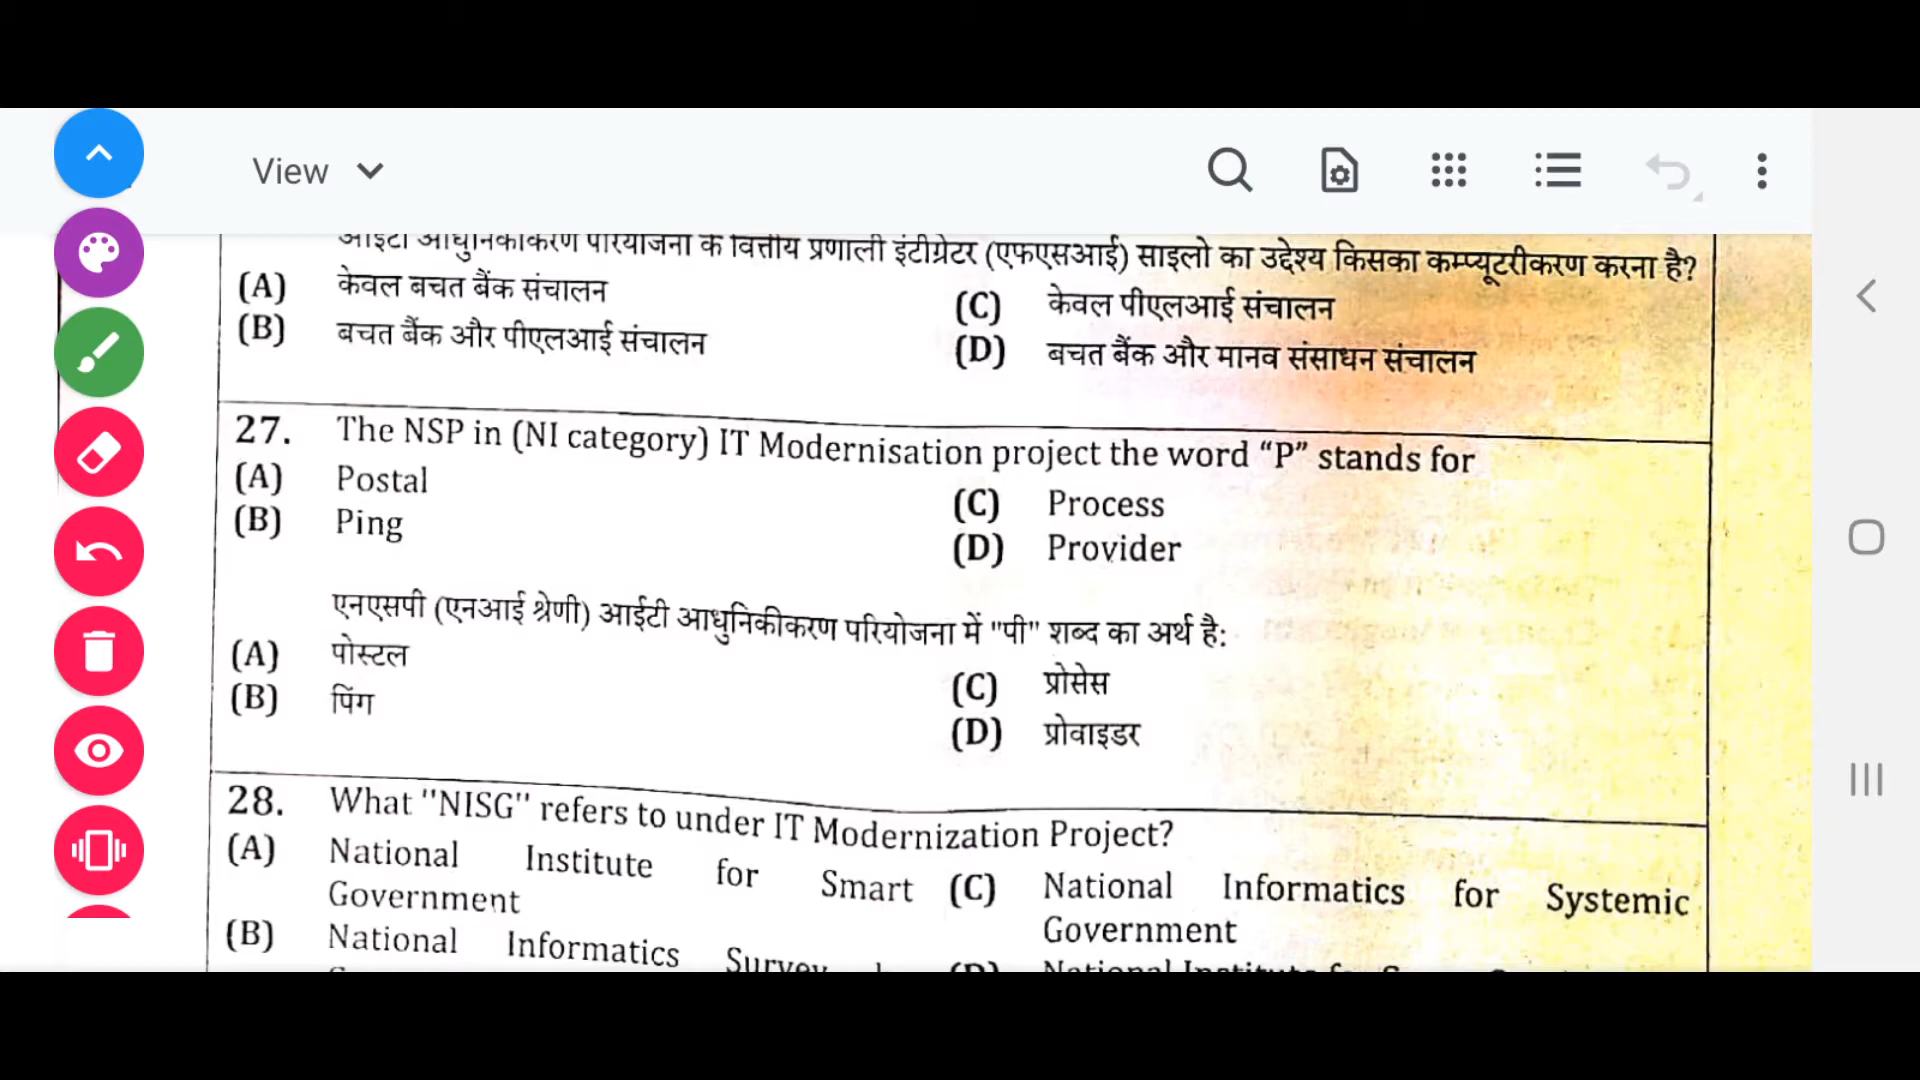 View
आईटी आधुनिकीकरण परियोजना के वित्तीय प्रणाली इंटीग्रेटर (एफएसआई) साइलो का उद्देश्य किसका कम्प्यूटरीकरण करना है?
(A) केवल बचत बैंक संचालन (C) केवल पीएलआई संचालन
(B) बचत बैंक और पीएलआई संचालन (D) बचत बैंक और मानव संसाधन संचालन
27. The NSP in (NI category) IT Modernisation project the word “P” stands for
(A) Postal (C) Process
(B) Ping (D) Provider
एनएसपी (एनआई श्रेणी) आईटी आधुनिकीकरण परियोजना में "पी" शब्द का अर्थ है:
(A) पोस्टल (C) प्रोसेस
(B) पिंग (D) प्रोवाइडर
28. What "NISG" refers to under IT Modernization Project?
(A) National Institute for Smart (C) National Informatics for Systemic
Government Government
(B) National Informatics Survey (D) National Institute